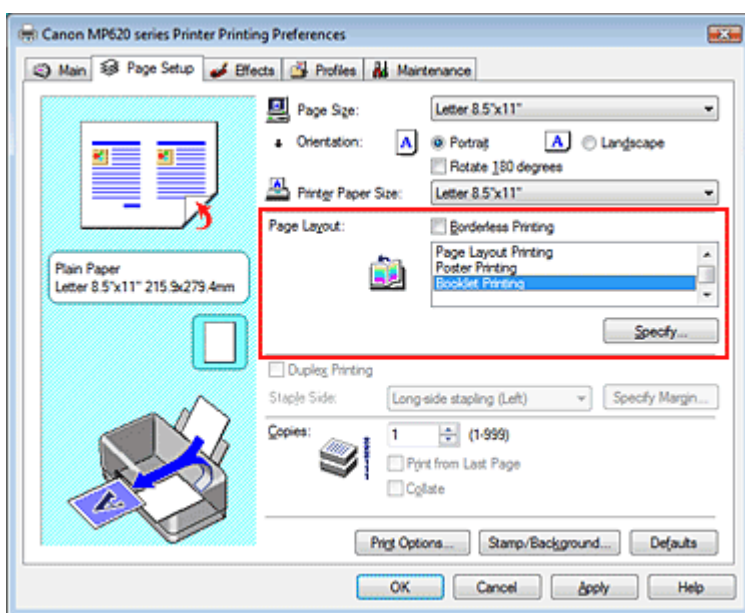 Canon MP620 series Printer Printing Preferences
Main Page Setup Effects Profiles Maintenance
Page Size: Letter 8.5"x11"
Orientation: A Portrait A Landscape
Rotate 180 degrees
Printer Paper Size: Letter 8.5"x11"
Page Layout: Borderless Printing
Page Layout Printing
Poster Printing
Booklet Printing
Specify...
Plain Paper
Letter 8.5"x11" 215.9x279.4mm
Duplex Printing
Staple Side: Long-side stapling (Left) Specify Margin...
Copies: 1 (1-999)
Print from Last Page
Collate
A
Print Options... Stamp/Background... Defaults
OK Cancel Apply Help